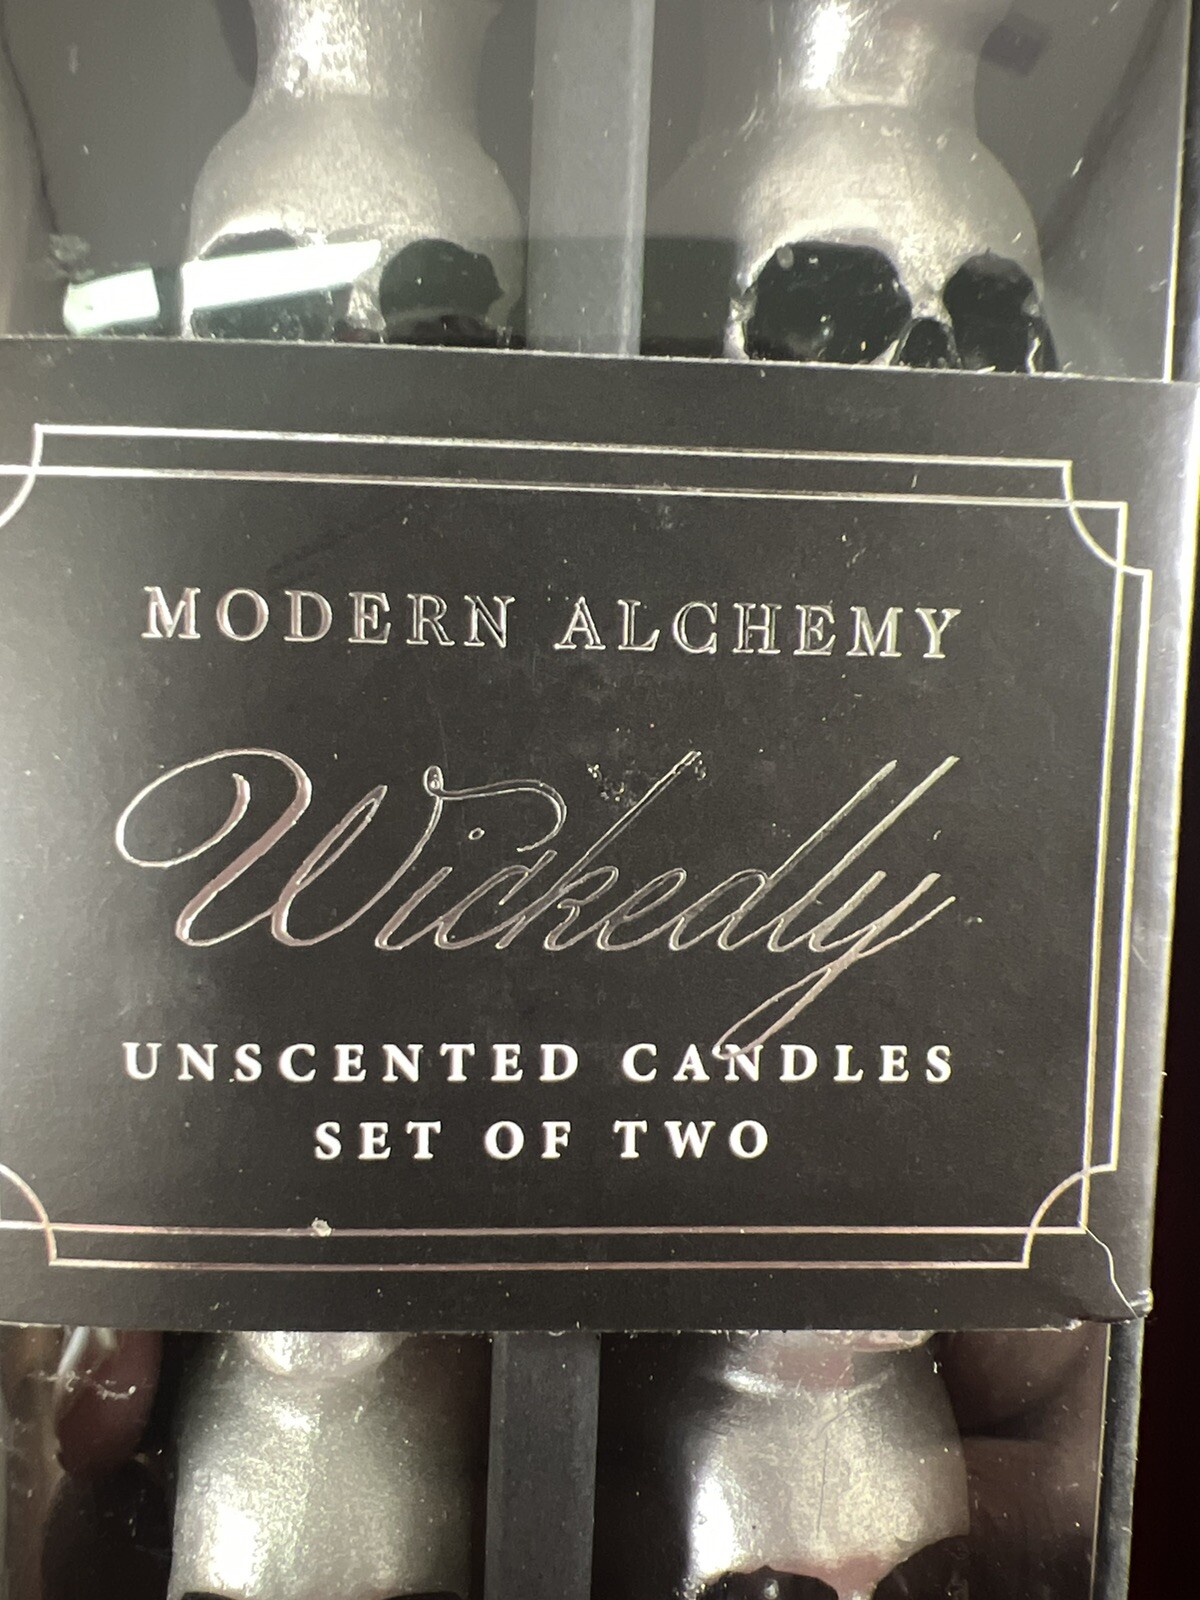 MODERN ALCHEMY
Wickedly
UNSCENTED CANDLES
SET OF TWO